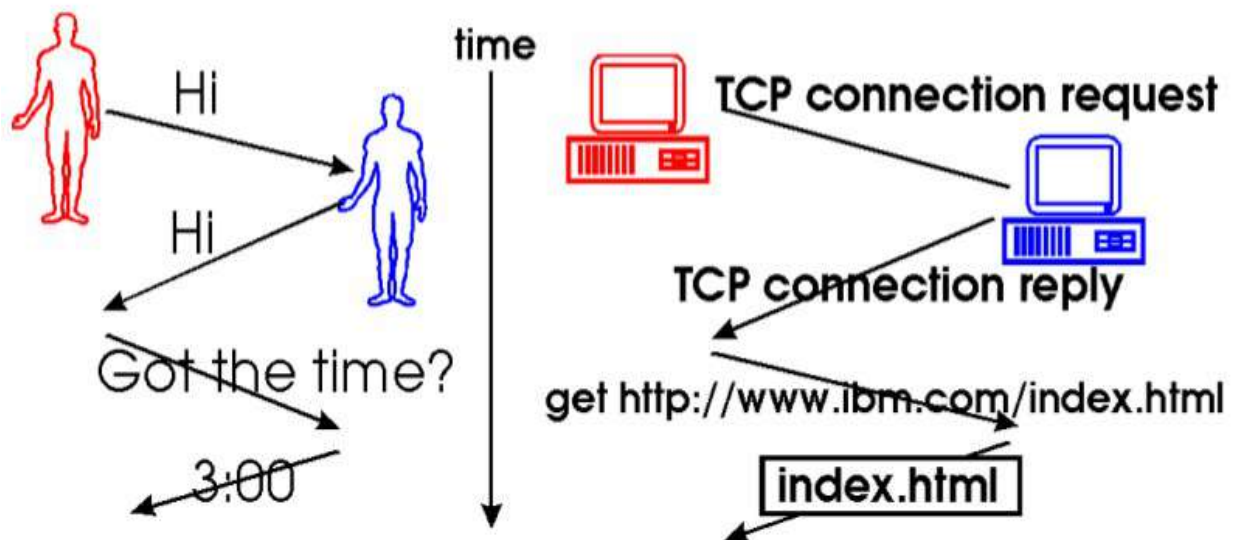 time
Hi
TCP connection request
Hi
TCP connection reply
Got the time?
get http://www.ibm.com/index.html
3:00
index.html